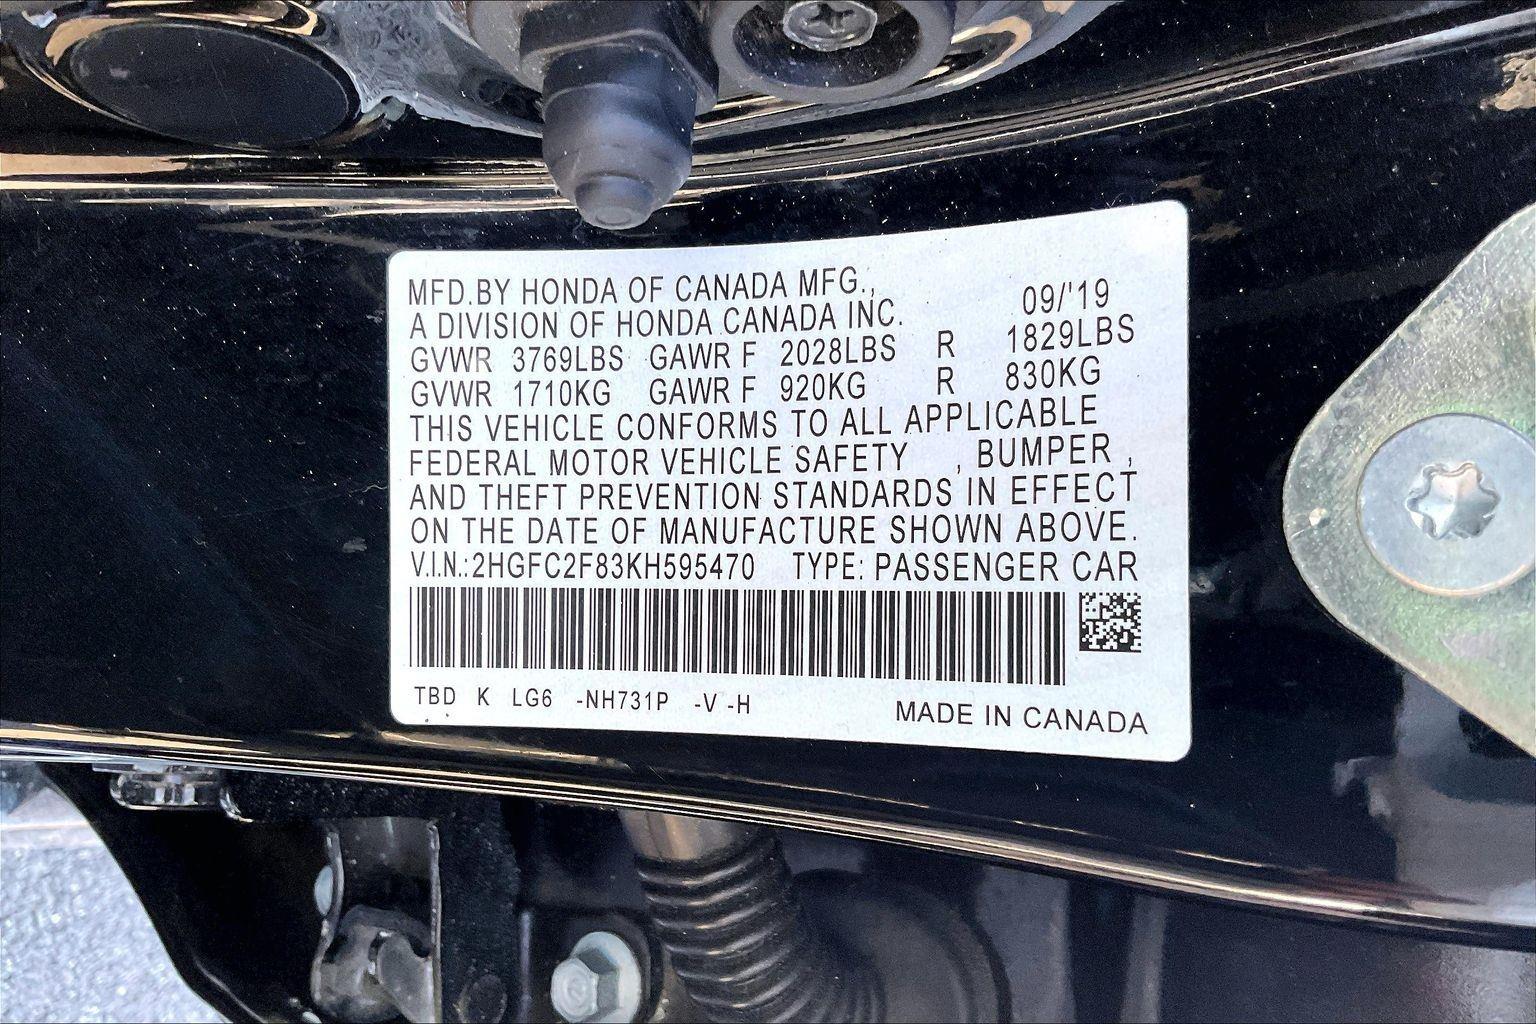 MFD.BY HONDA OF CANADA MFG.,
A DIVISION OF HONDA CANADA INC. 09/'19
GVWR 3769LBS GAWR F 2028LBS R 1829LBS
GVWR 1710KG GAWR F 920KG R 830KG
THIS VEHICLE CONFORMS TO ALL APPLICABLE
FEDERAL MOTOR VEHICLE SAFETY , BUMPER ,
AND THEFT PREVENTION STANDARDS IN EFFECT
ON THE DATE OF MANUFACTURE SHOWN ABOVE.
V.I.N.:2HGFC2F83KH595470 TYPE: PASSENGER CAR
TBD K LG6 -NH731P -V -H MADE IN CANADA